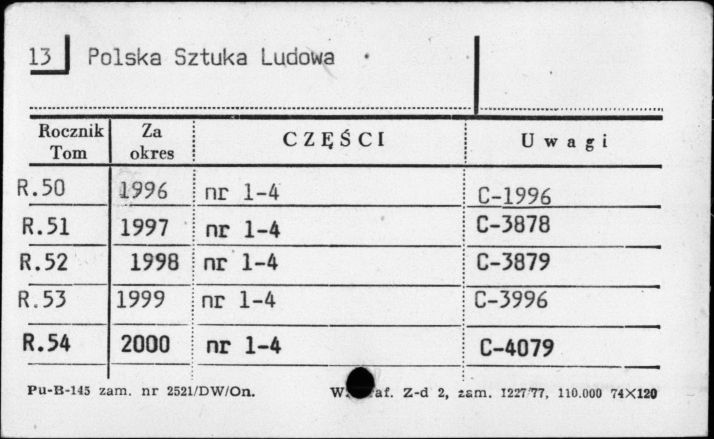 13 Polska Sztuka Ludowa
Rocznik Tom Za okres CZĘŚCI Uwagi
R.50 1996 nr 1-4 C-1996
R.51 1997 nr 1-4 C-3878
R.52 1998 nr 1-4 C-3879
R.53 1999 nr 1-4 C-3996
R.54 2000 nr 1-4 C-4079
Pu-B-145 zam. nr 2521/DW/On. Z-d 2, zam. 1227/77, 110.000 74×120